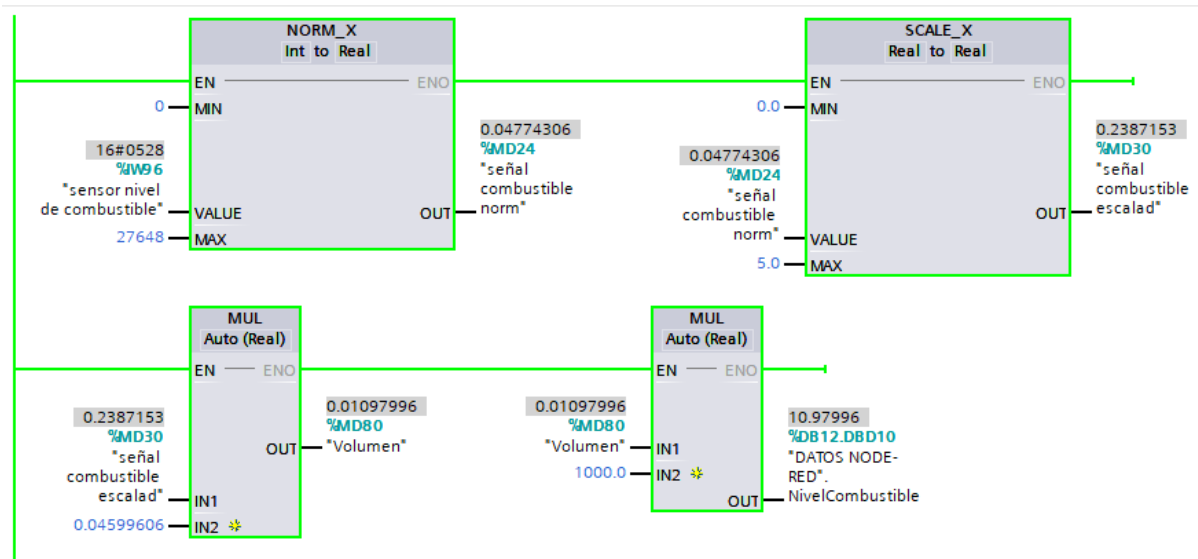 NORM_X
Int to Real
EN
ENO
0
MIN
16#0528
%IW96
"sensor nivel
de combustible"
VALUE
27648
MAX
0.04774306
%MD24
"señal
combustible
norm"
OUT
SCALE_X
Real to Real
EN
ENO
0.0
MIN
0.04774306
%MD24
"señal
combustible
norm"
VALUE
5.0
MAX
0.2387153
%MD30
"señal
combustible
escalad"
OUT
MUL
Auto (Real)
EN
ENO
0.2387153
%MD30
"señal
combustible
escalad"
IN1
0.04599606
IN2
0.01097996
%MD80
"Volumen"
OUT
MUL
Auto (Real)
EN
ENO
0.01097996
%MD80
"Volumen"
IN1
1000.0
IN2
10.97996
%DB12.DBD10
"DATOS NODE-
RED".
NivelCombustible
OUT